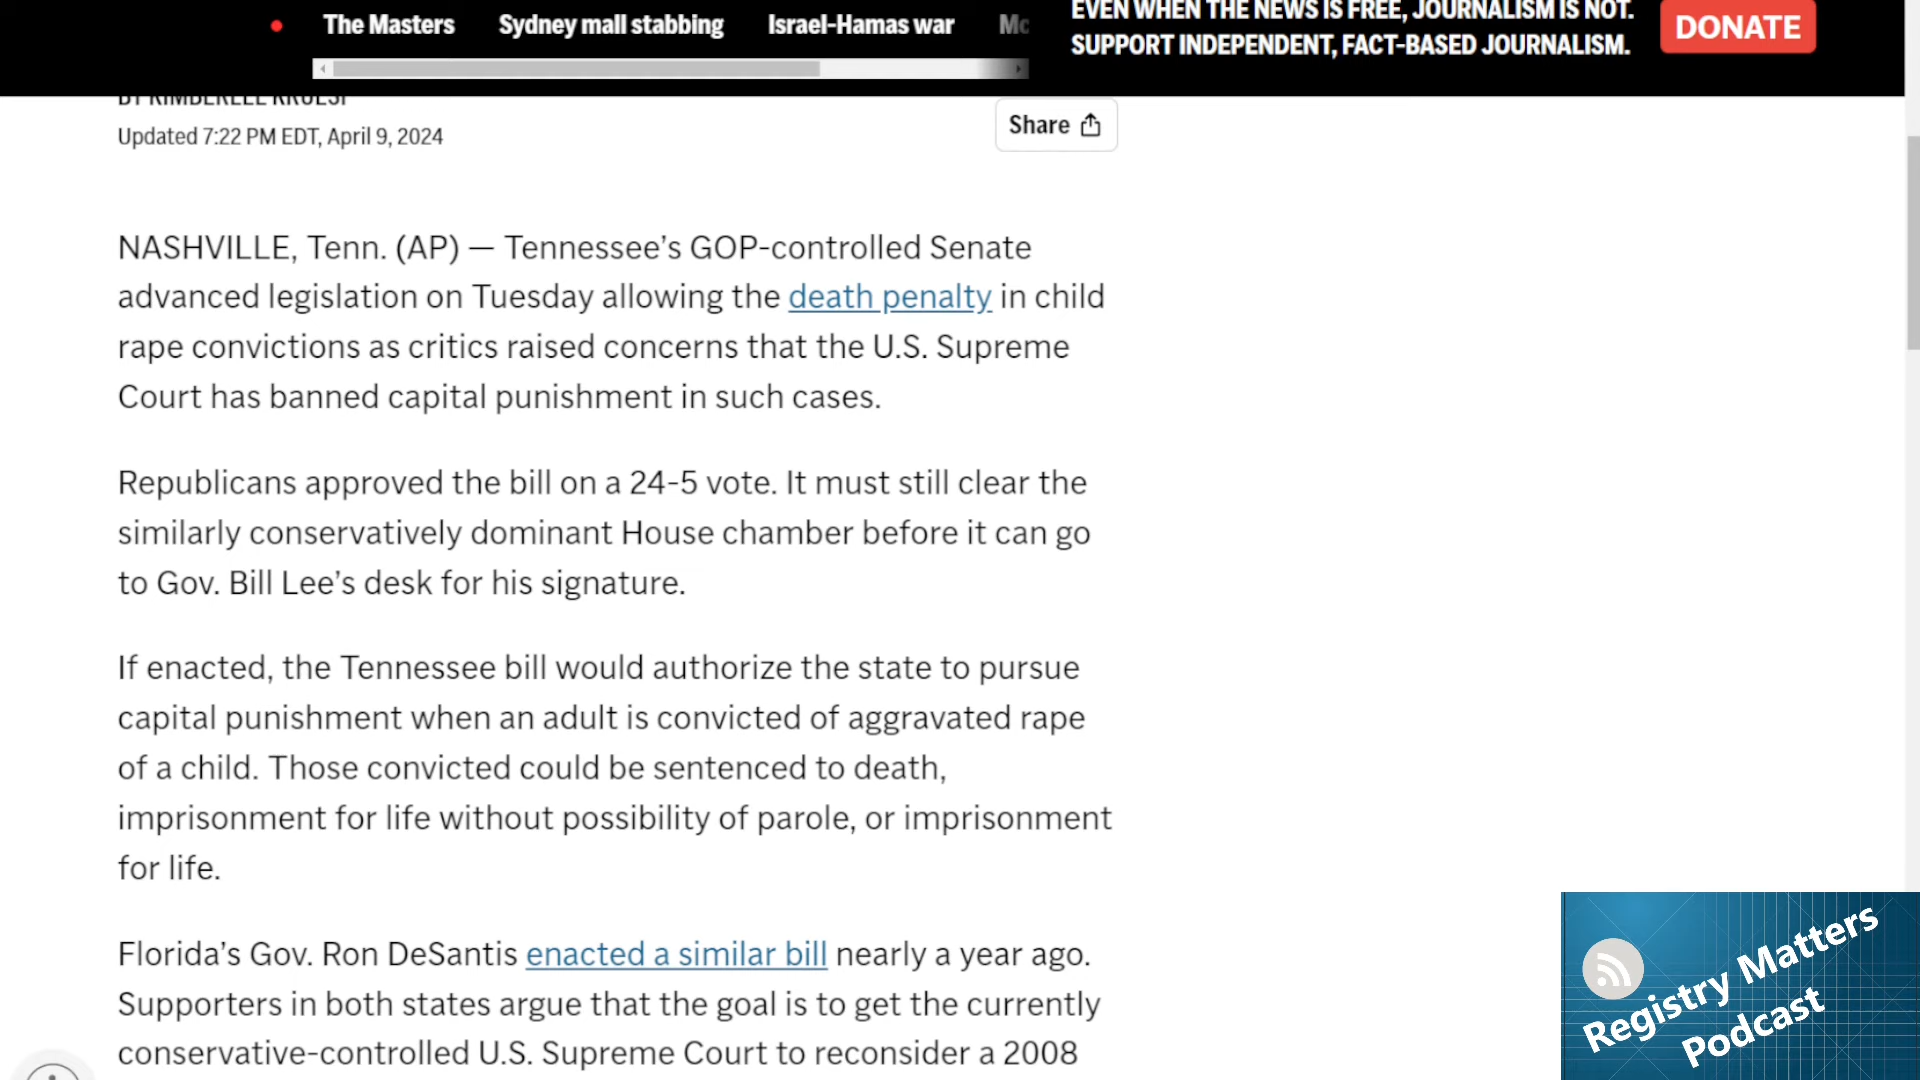 The Masters Sydney mall stabbing Israel-Hamas war
EVEN WHEN THE NEWS IS FREE, JOURNALISM IS NOT.
SUPPORT INDEPENDENT, FACT-BASED JOURNALISM.
DONATE
BY KIMBERLEE KRUESI
Updated 7:22 PM EDT, April 9, 2024
Share
NASHVILLE, Tenn. (AP) — Tennessee’s GOP-controlled Senate
advanced legislation on Tuesday allowing the death penalty in child
rape convictions as critics raised concerns that the U.S. Supreme
Court has banned capital punishment in such cases.
Republicans approved the bill on a 24-5 vote. It must still clear the
similarly conservatively dominant House chamber before it can go
to Gov. Bill Lee’s desk for his signature.
If enacted, the Tennessee bill would authorize the state to pursue
capital punishment when an adult is convicted of aggravated rape
of a child. Those convicted could be sentenced to death,
imprisonment for life without possibility of parole, or imprisonment
for life.
Florida’s Gov. Ron DeSantis enacted a similar bill nearly a year ago.
Supporters in both states argue that the goal is to get the currently
conservative-controlled U.S. Supreme Court to reconsider a 2008
Registry Matters
Podcast